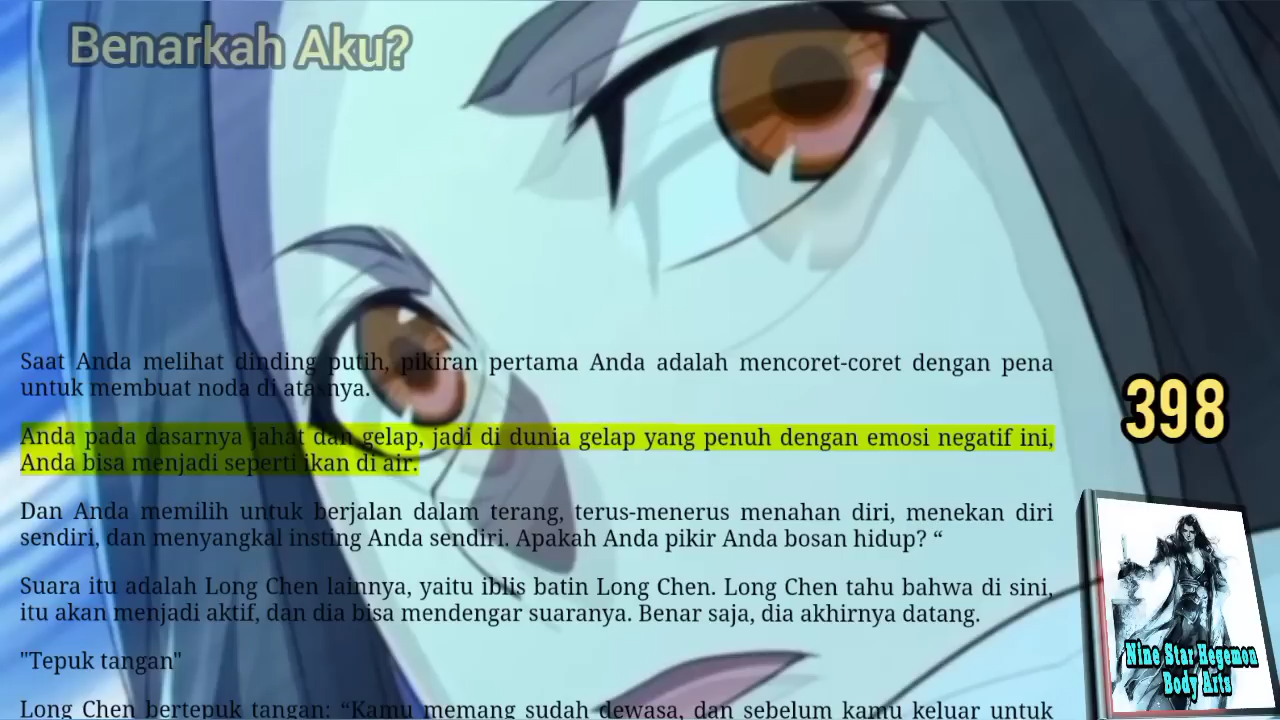 Benarkah Aku?
Saat Anda melihat dinding putih, pikiran pertama Anda adalah mencoret-coret dengan pena
untuk membuat noda di atasnya.
Anda pada dasarnya jahat dan gelap, jadi di dunia gelap yang penuh dengan emosi negatif ini,
Anda bisa menjadi seperti ikan di air.
Dan Anda memilih untuk berjalan dalam terang, terus-menerus menahan diri, menekan diri
sendiri, dan menyangkal insting Anda sendiri. Apakah Anda pikir Anda bosan hidup? “
Suara itu adalah Long Chen lainnya, yaitu iblis batin Long Chen. Long Chen tahu bahwa di sini,
itu akan menjadi aktif, dan dia bisa mendengar suaranya. Benar saja, dia akhirnya datang.
"Tepuk tangan"
Long Chen bertepuk tangan: “Kamu memang sudah dewasa, dan sebelum kamu keluar untuk
398
Nine Star Hegemon
Body Arts